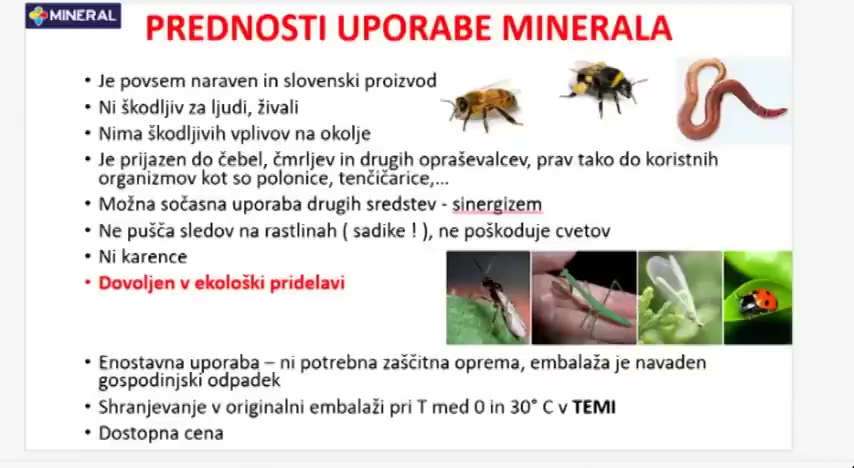 MINERAL
PREDNOSTI UPORABE MINERALA
• Je povsem naraven in slovenski proizvod
• Ni škodljiv za ljudi, živali
• Nima škodljivih vplivov na okolje
• Je prijazen do čebel, čmrljev in drugih opraševalcev, prav tako do koristnih
organizmov kot so polonice, tenčičarice,...
• Možna sočasna uporaba drugih sredstev - sinergizem
• Ne pušča sledov na rastlinah ( sadike ! ), ne poškoduje cvetov
• Ni karence
• Dovoljen v ekološki pridelavi
• Enostavna uporaba – ni potrebna zaščitna oprema, embalaža je navaden
gospodinjski odpadek
• Shranjevanje v originalni embalaži pri T med 0 in 30° C v TEMI
• Dostopna cena